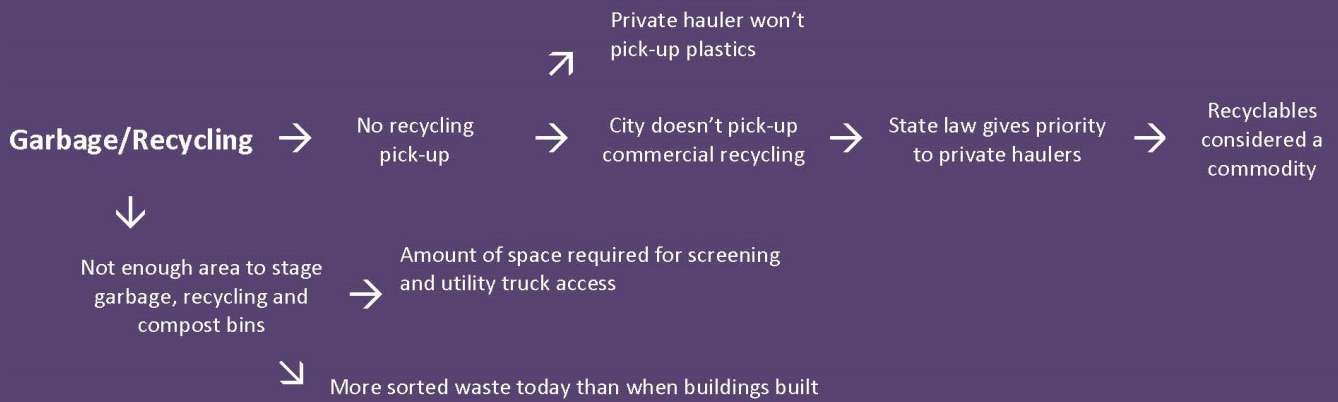 Private hauler won’t
pick-up plastics
Garbage/Recycling
No recycling
pick-up
City doesn’t pick-up
commercial recycling
State law gives priority
to private haulers
Recyclables
considered a
commodity
Not enough area to stage
garbage, recycling and
compost bins
Amount of space required for screening
and utility truck access
More sorted waste today than when buildings built